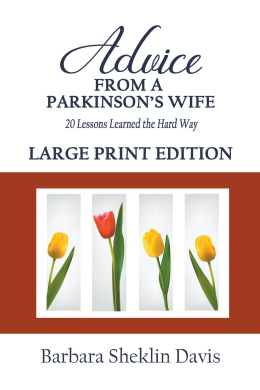 Advice
FROM A
PARKINSON'S WIFE
20 Lessons Learned the Hard Way
LARGE PRINT EDITION
Barbara Sheklin Davis